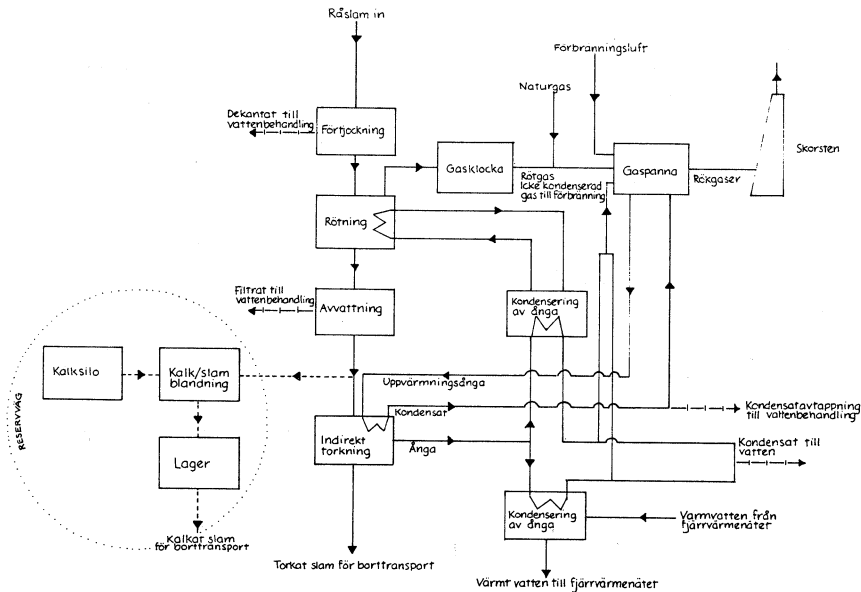 Råslam in
Förbränningsluft
Naturgas
Dekantat till
vattenbehandling
Förtjockning
Gasklocka
Gaspanna
Skorsten
Rökgaser
Rötgas
Icke kondenserad
gas till förbränning
Rötning
Filtrat till
vattenbehandling
Avvattning
Kondensering
av ånga
Kalksilo
Kalk/slam
blandning
Uppvärmningsånga
Kondensat
Kondensatavtappning
till vattenbehandling
RESERVVÄG
Indirekt
torkning
Ånga
Kondensat till
vatten
Lager
Kondensering
av ånga
Varmvatten från
fjärrvärmenätet
Kalkat slam
för borttransport
Torkat slam för borttransport
Värmt vatten till fjärrvärmenätet